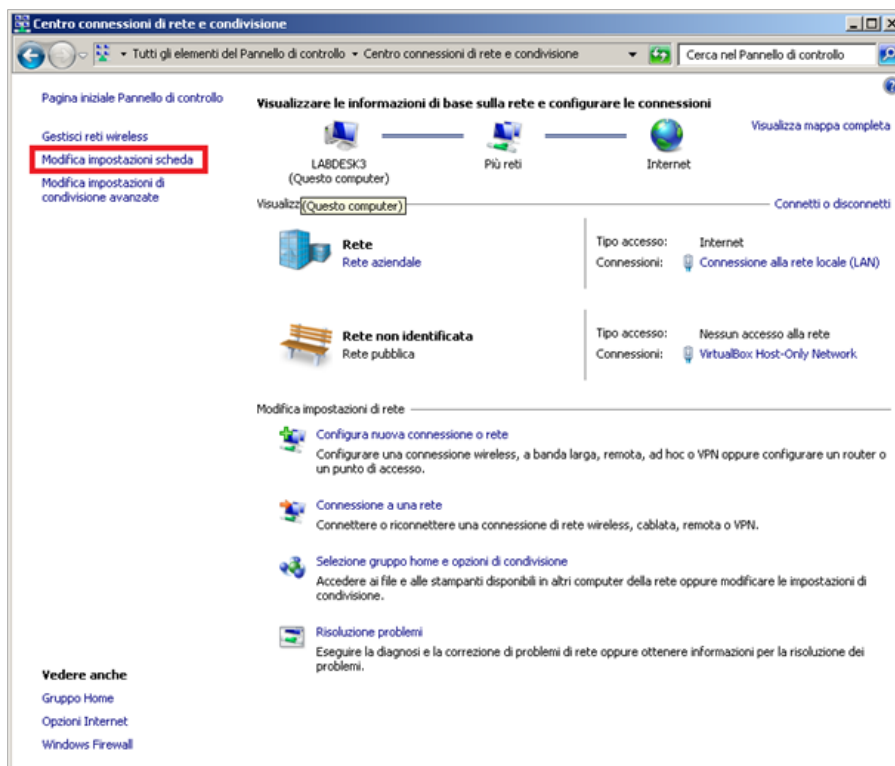 Centro connessioni di rete e condivisione
Tutti gli elementi del Pannello di controllo Centro connessioni di rete e condivisione
Cerca nel Pannello di controllo
Pagina iniziale Pannello di controllo
Gestisci reti wireless
Modifica impostazioni scheda
Modifica impostazioni di
condivisione avanzate
Visualizzare le informazioni di base sulla rete e configurare le connessioni
Visualizza mappa completa
LABDESK3
(Questo computer)
Più reti
Internet
(Questo computer)
Connetti o disconnetti
Rete
Rete aziendale
Tipo accesso: Internet
Connessioni: Connessione alla rete locale (LAN)
Rete non identificata
Rete pubblica
Tipo accesso: Nessun accesso alla rete
Connessioni: VirtualBox Host-Only Network
Modifica impostazioni di rete
Configura nuova connessione o rete
Configurare una connessione wireless, a banda larga, remota, ad hoc o VPN oppure configurare un router o
un punto di accesso.
Connessione a una rete
Connettere o riconnettere una connessione di rete wireless, cablata, remota o VPN.
Selezione gruppo home e opzioni di condivisione
Accedere ai file e alle stampanti disponibili in altri computer della rete oppure modificare le impostazioni di
condivisione.
Risoluzione problemi
Eseguire la diagnosi e la correzione di problemi di rete oppure ottenere informazioni per la risoluzione dei
problemi.
Vedere anche
Gruppo Home
Opzioni Internet
Windows Firewall